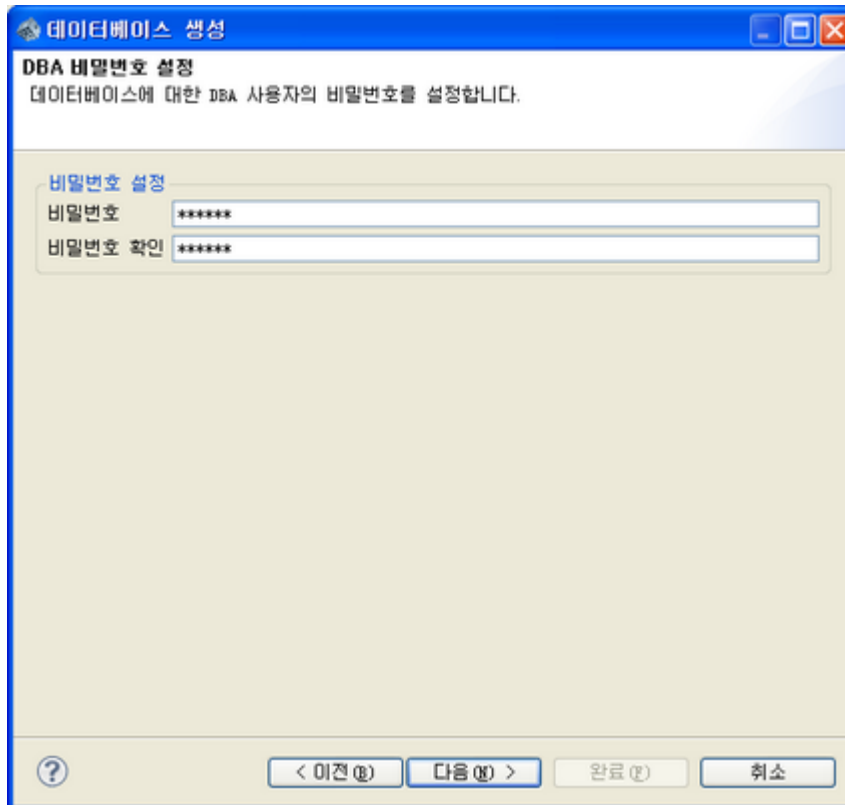 데이터베이스 생성
DBA 비밀번호 설정
데이터베이스에 대한 DBA 사용자의 비밀번호를 설정합니다.
비밀번호 설정
비밀번호 ******
비밀번호 확인 ******
? < 이전(B) 다음(N) > 완료(F) 취소